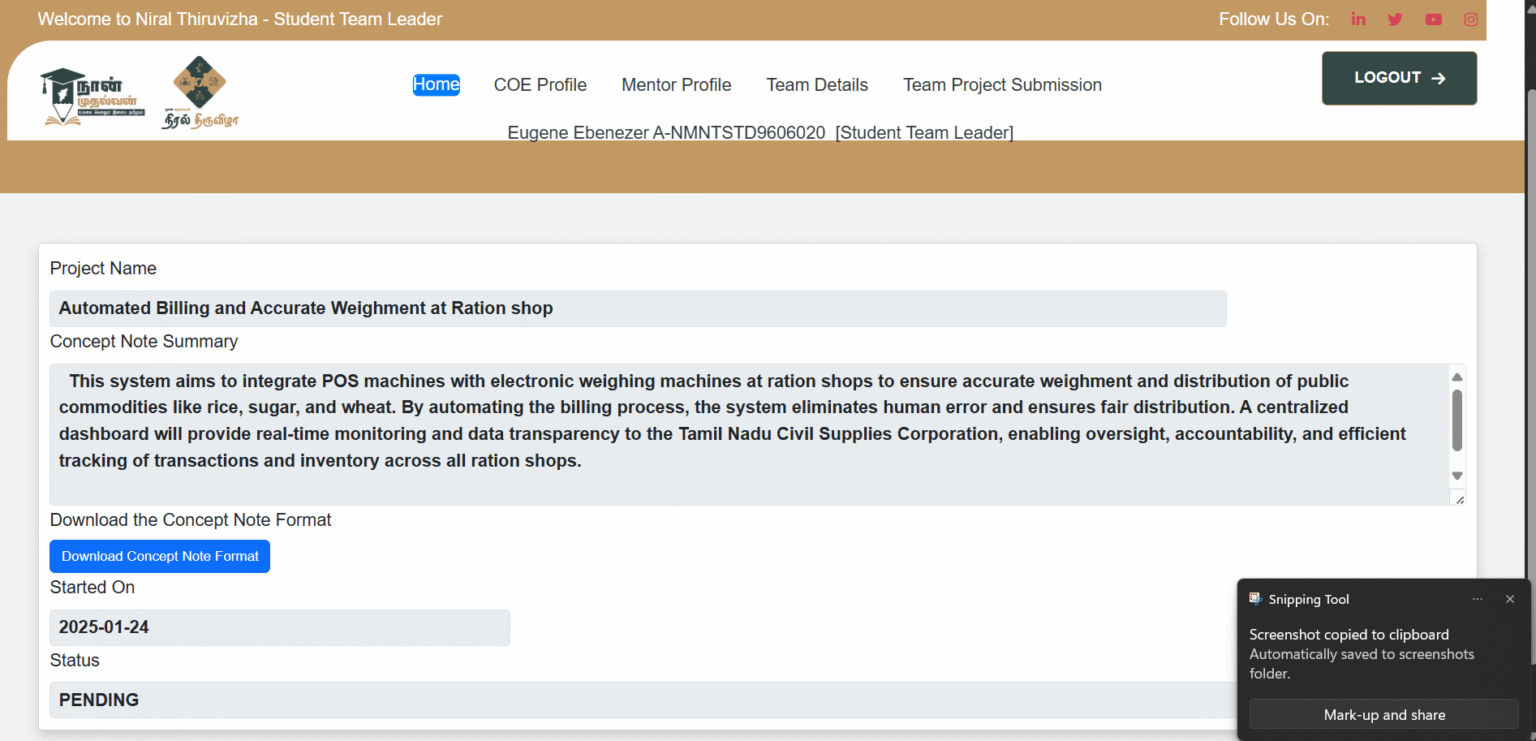 Welcome to Niral Thiruvizha - Student Team Leader
Follow Us On:
நான்
முதல்வன்
நிரல் திருவிழா
Home
COE Profile
Mentor Profile
Team Details
Team Project Submission
LOGOUT →
Eugene Ebenezer A-NMNTSTD9606020 [Student Team Leader]
Project Name
Automated Billing and Accurate Weighment at Ration shop
Concept Note Summary
This system aims to integrate POS machines with electronic weighing machines at ration shops to ensure accurate weighment and distribution of public
commodities like rice, sugar, and wheat. By automating the billing process, the system eliminates human error and ensures fair distribution. A centralized
dashboard will provide real-time monitoring and data transparency to the Tamil Nadu Civil Supplies Corporation, enabling oversight, accountability, and efficient
tracking of transactions and inventory across all ration shops.
Download the Concept Note Format
Download Concept Note Format
Started On
2025-01-24
Status
PENDING
Snipping Tool
Screenshot copied to clipboard
Automatically saved to screenshots
folder.
Mark-up and share